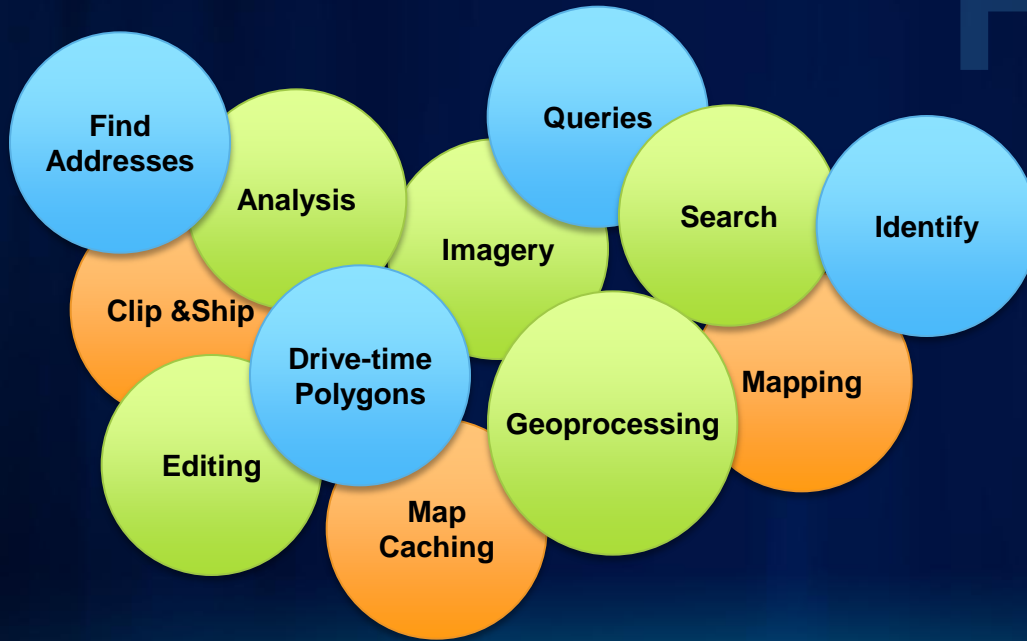 Find
Addresses
Analysis
Queries
Search
Identify
Imagery
Clip &Ship
Drive-time
Polygons
Mapping
Geoprocessing
Editing
Map
Caching